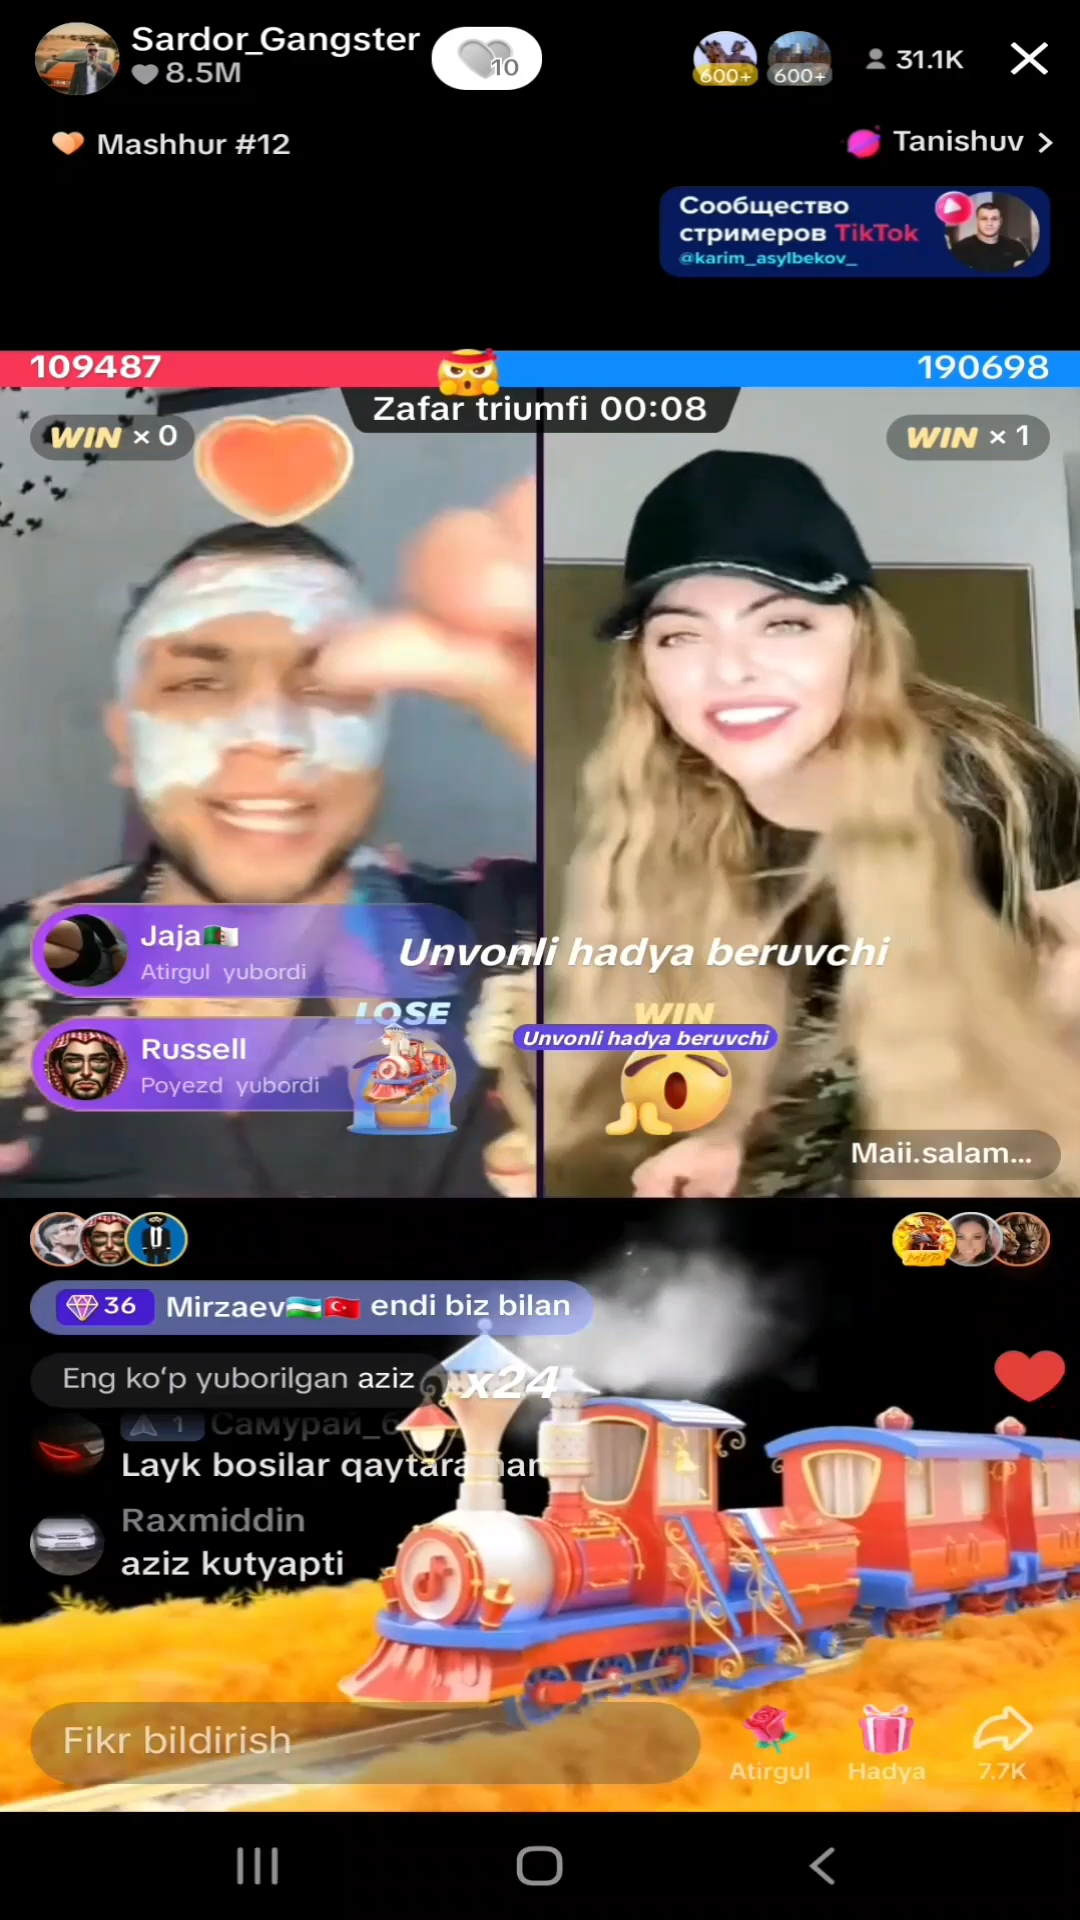 Sardor_Gangster
8.5M
10
600+
600+
31.1K
Mashhur #12
Tanishuv
Сообщество
стримеров TikTok
@karim_asylbekov_
109487
190698
Zafar triumfi 00:08
WIN × 0
WIN × 1
Jaja
Atirgul yubordi
Unvonli hadya beruvchi
LOSE
WIN
Unvonli hadya beruvchi
Russell
Poyezd yubordi
Maii.salam...
36 Mirzaev endi biz bilan
Eng koʻp yuborilgan aziz
x24
1 Самурай_
Layk bosilar
Raxmiddin
aziz kutyapti
Fikr bildirish
Atirgul
Hadya
7.7K